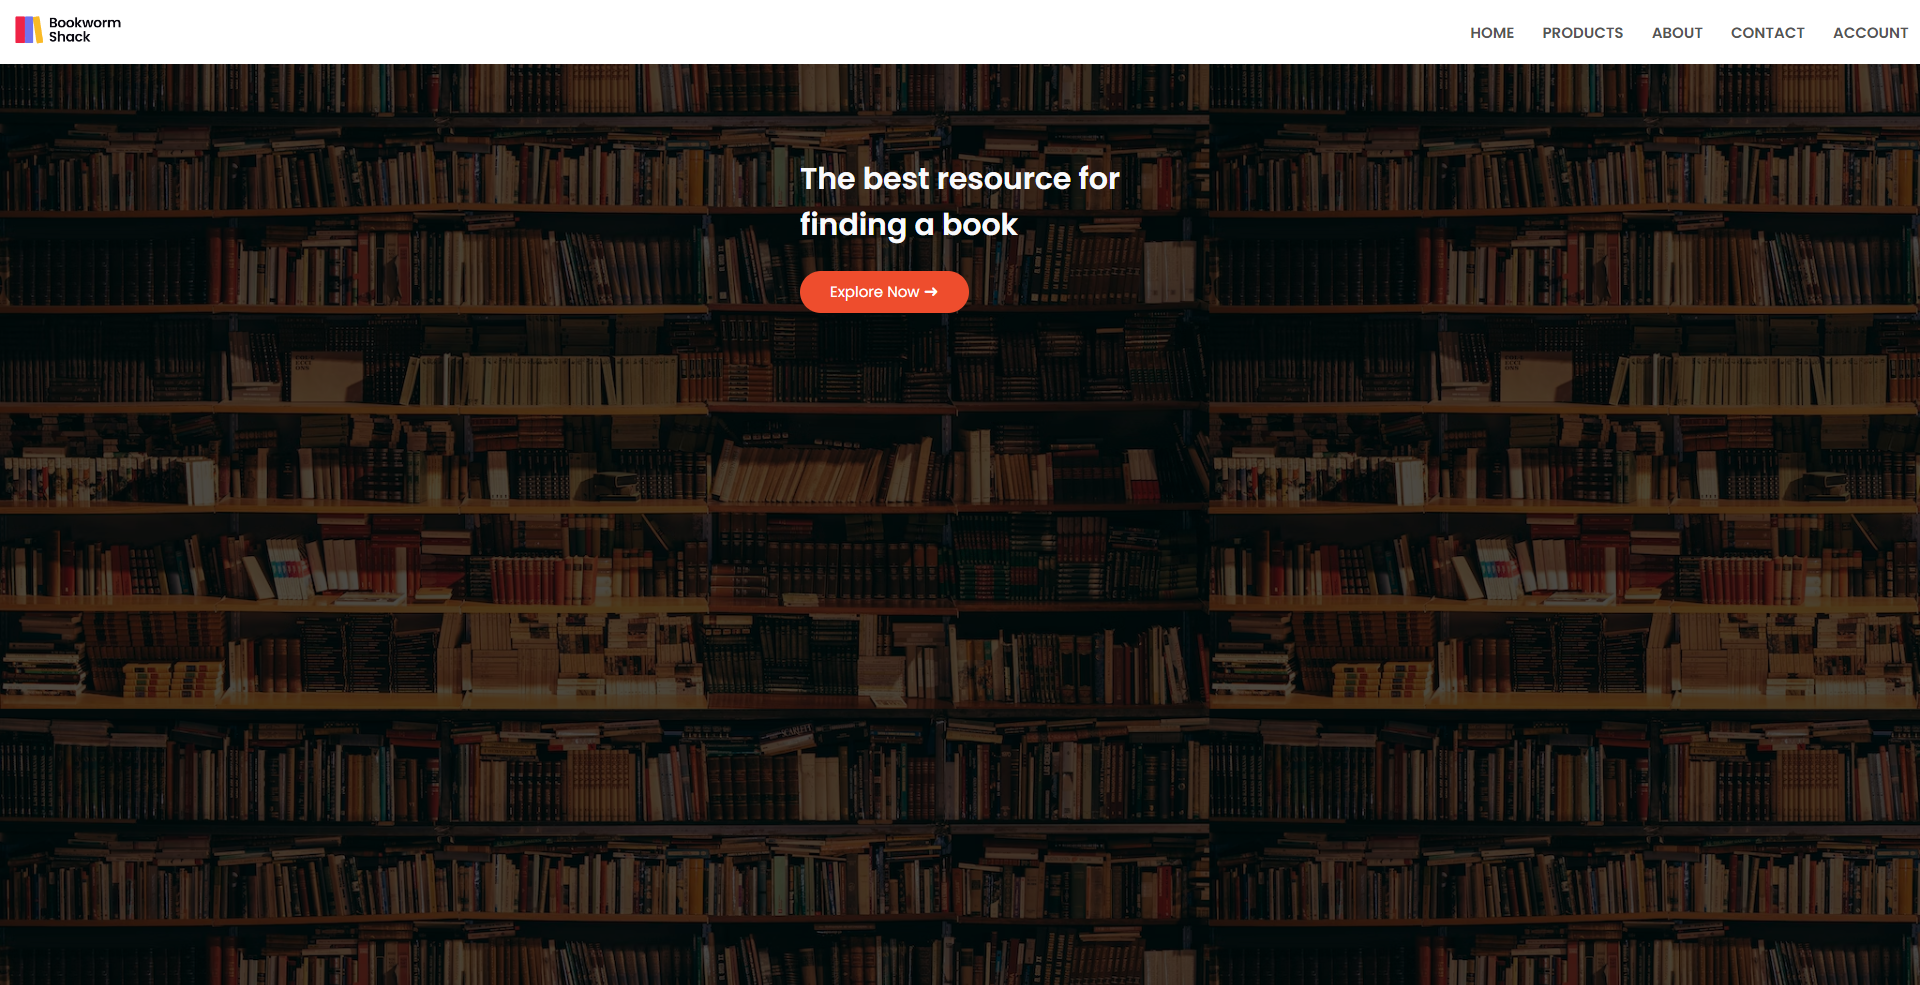 Bookworm
Shack
HOME PRODUCTS ABOUT CONTACT ACCOUNT
The best resource for
finding a book
Explore Now ➔